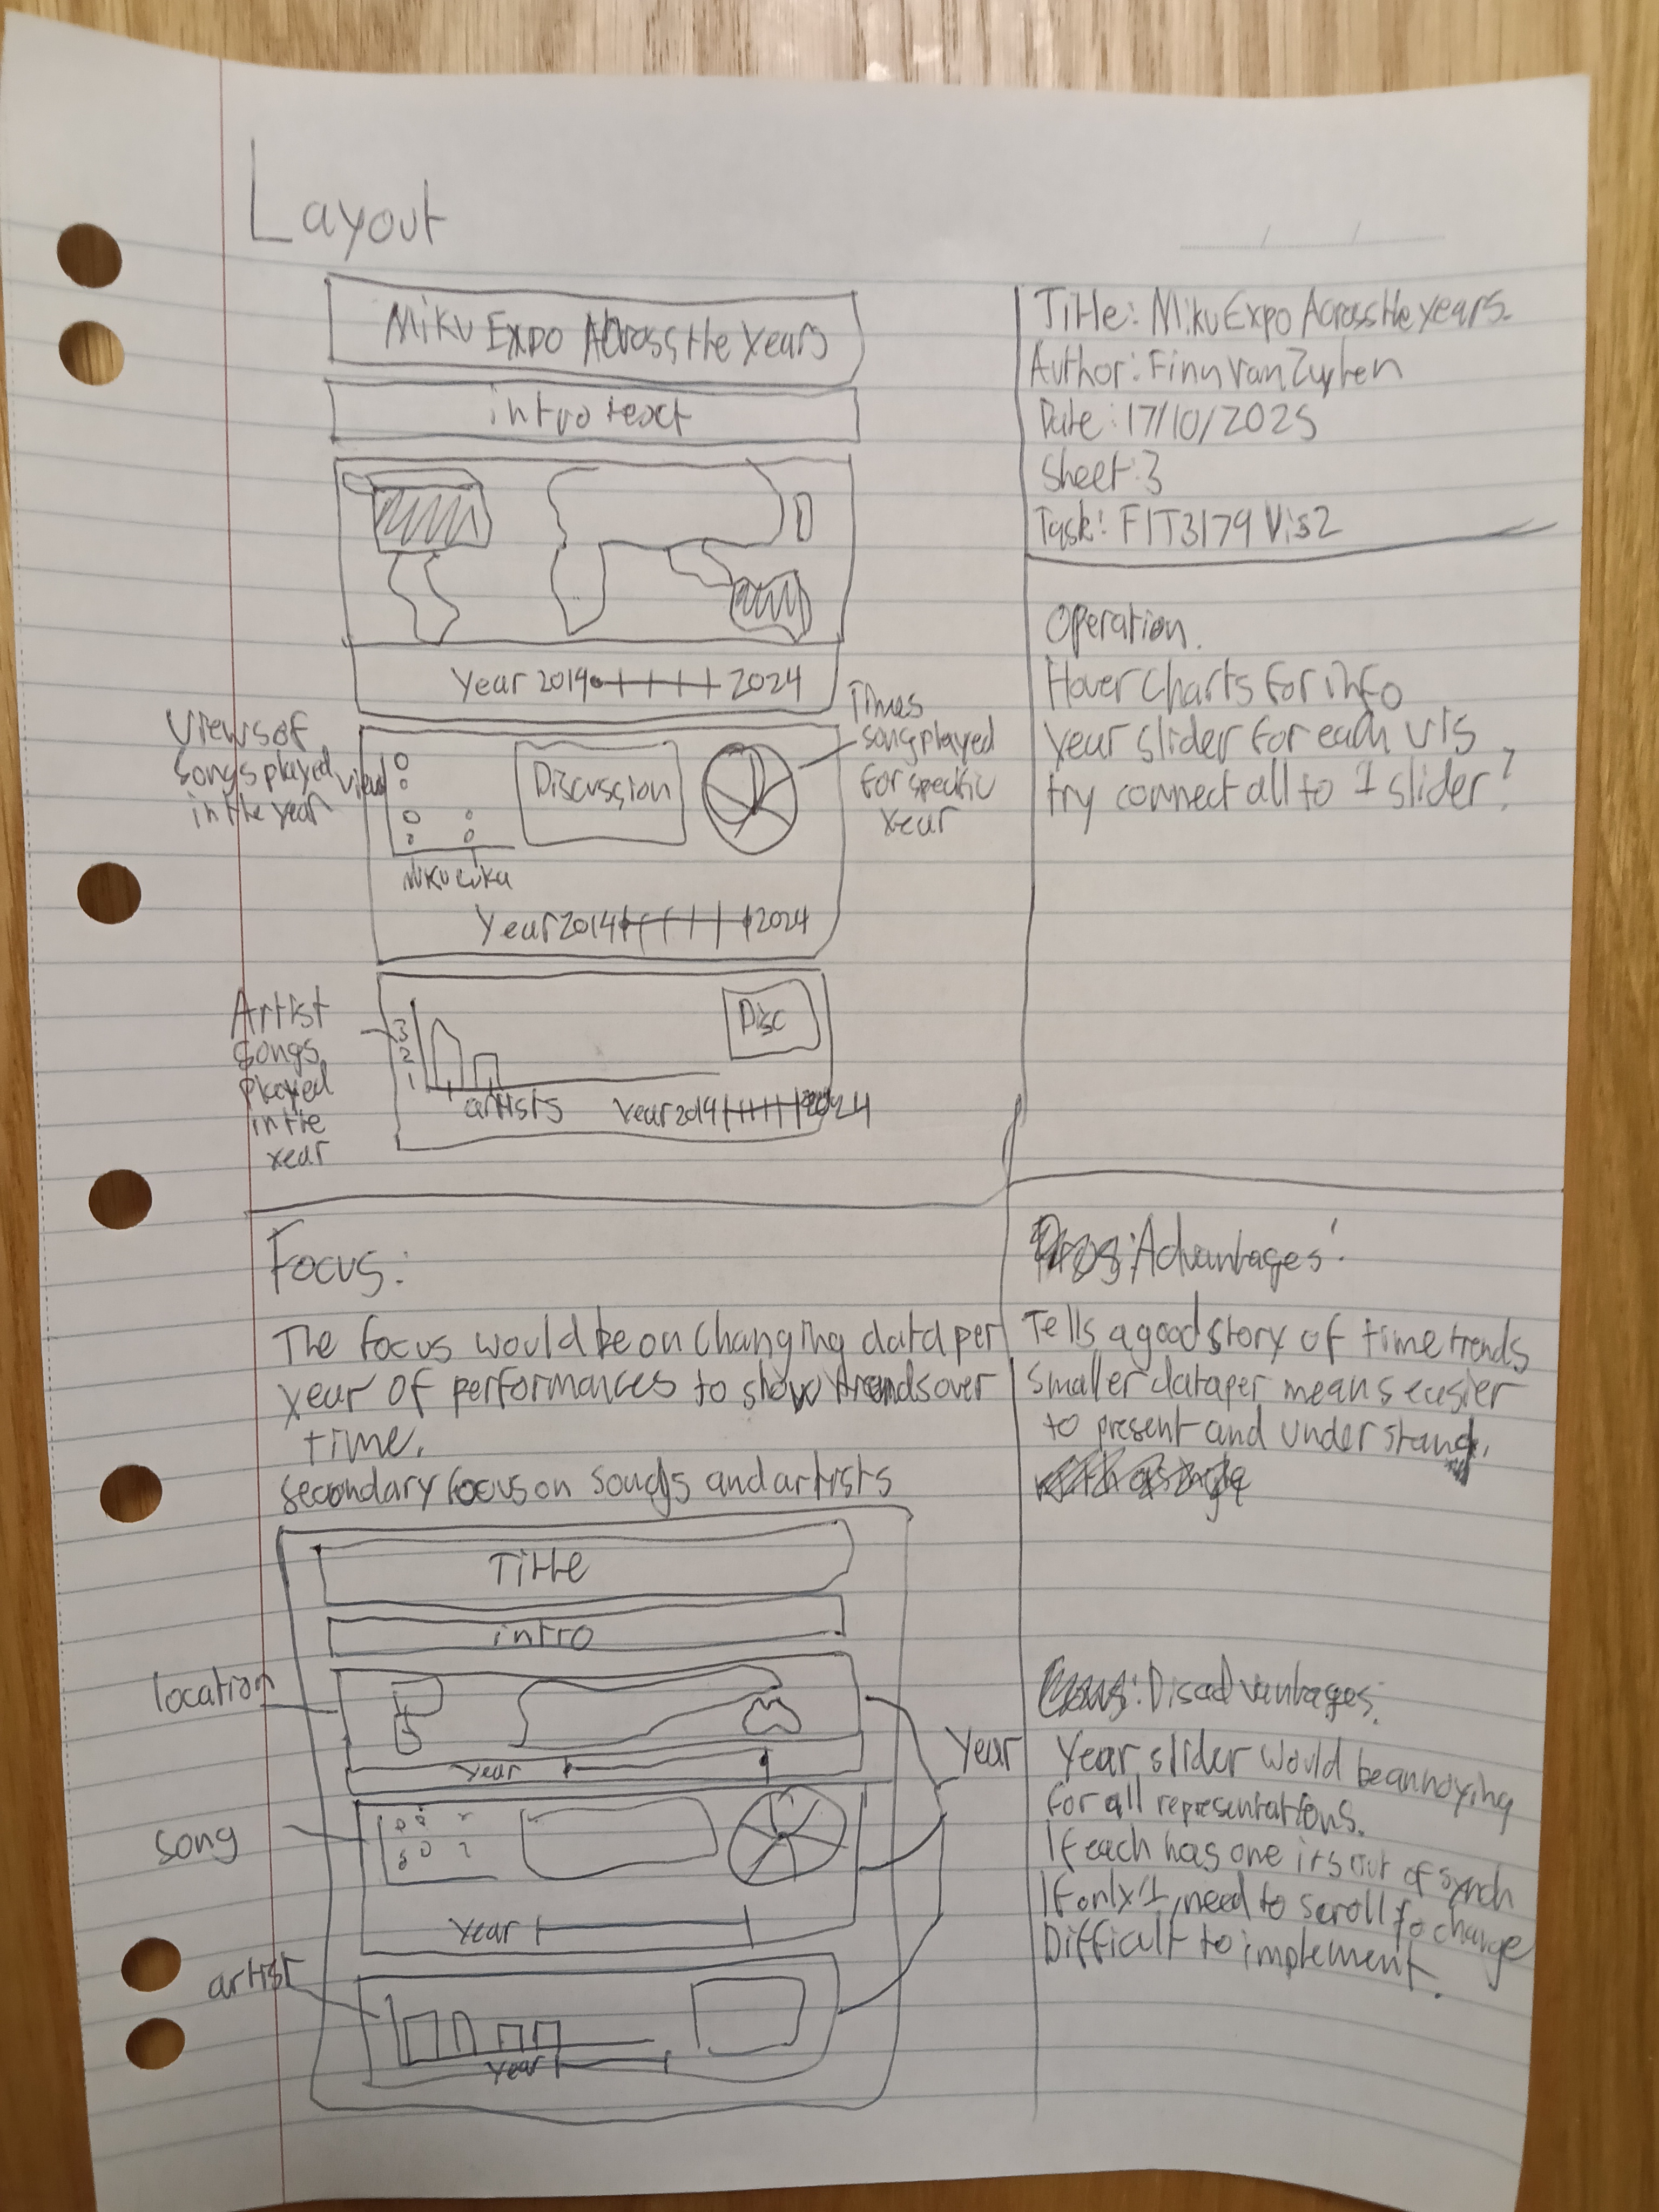 Layout
Miku Expo Across the Years
intro text
Year 2019 2024
Views of
songs played
in the year
View
Miku Luka
Discussion
Times
song played
for specific
year
Year 2014 2024
Artist
songs
played
in the
year
3
2
1
artists
Disc
Year 2019 2024
Title: Miku Expo Across the years.
Author: Finn Van Zuylen
Date: 17/10/2025
Sheet: 3
Task: FIT3179 Vis2
Operation.
Hover charts for info
year slider for each vis
try connect all to 1 slider?
Focus:
The focus would be on changing data per
year of performances to show trends over
time.
secondary focus on songs and artists
Title
intro
location
year
song
year
artist
year
Year
Pros: Advantages:
Tells a good story of time trends
Smaller data per means easier
to present and understand.
Cons: Disadvantages:
Year slider would be annoying
for all representations.
If each has one its out of synch
If only 1, need to scroll to change
Difficult to implement.